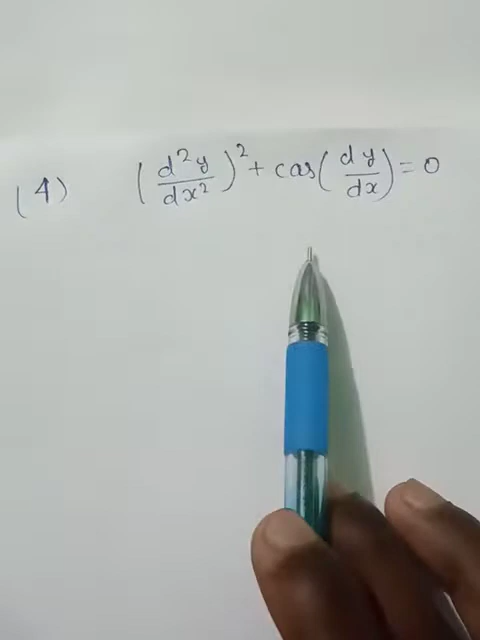 (4) (d²y/dx²)² + cos(dy/dx) = 0